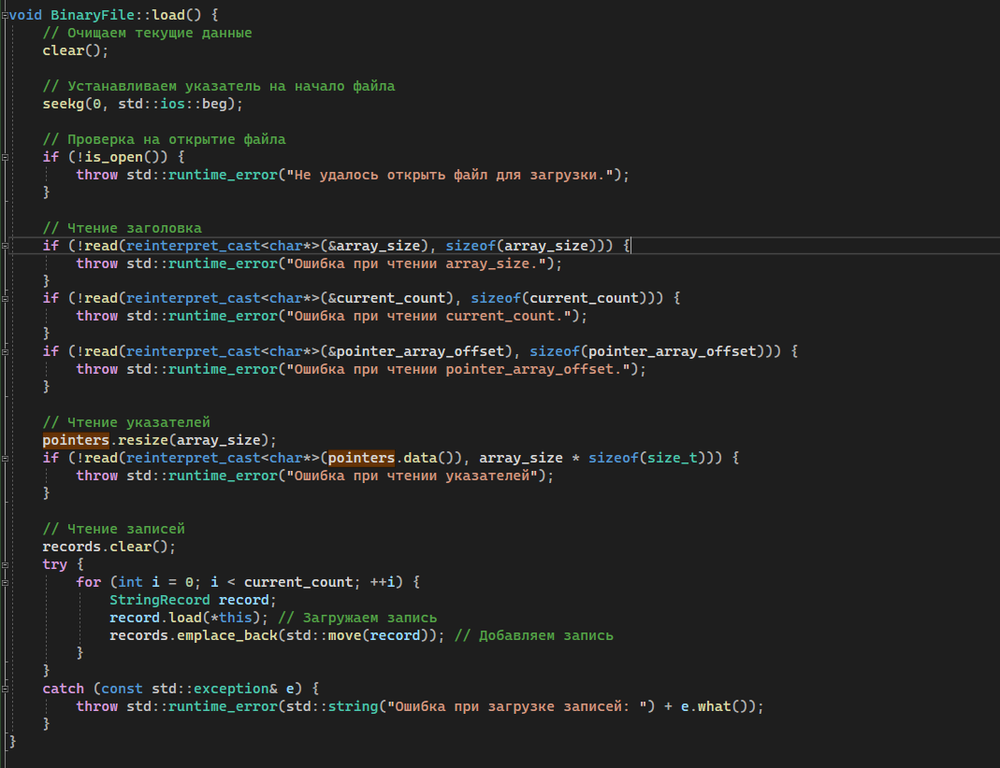 void BinaryFile::load() {
    // Очищаем текущие данные
    clear();

    // Устанавливаем указатель на начало файла
    seekg(0, std::ios::beg);

    // Проверка на открытие файла
    if (!is_open()) {
        throw std::runtime_error("Не удалось открыть файл для загрузки.");
    }

    // Чтение заголовка
    if (!read(reinterpret_cast<char*>(&array_size), sizeof(array_size))) {
        throw std::runtime_error("Ошибка при чтении array_size.");
    }
    if (!read(reinterpret_cast<char*>(&current_count), sizeof(current_count))) {
        throw std::runtime_error("Ошибка при чтении current_count.");
    }
    if (!read(reinterpret_cast<char*>(&pointer_array_offset), sizeof(pointer_array_offset))) {
        throw std::runtime_error("Ошибка при чтении pointer_array_offset.");
    }

    // Чтение указателей
    pointers.resize(array_size);
    if (!read(reinterpret_cast<char*>(pointers.data()), array_size * sizeof(size_t))) {
        throw std::runtime_error("Ошибка при чтении указателей");
    }

    // Чтение записей
    records.clear();
    try {
        for (int i = 0; i < current_count; ++i) {
            StringRecord record;
            record.load(*this); // Загружаем запись
            records.emplace_back(std::move(record)); // Добавляем запись
        }
    }
    catch (const std::exception& e) {
        throw std::runtime_error(std::string("Ошибка при загрузке записей: ") + e.what());
    }
}